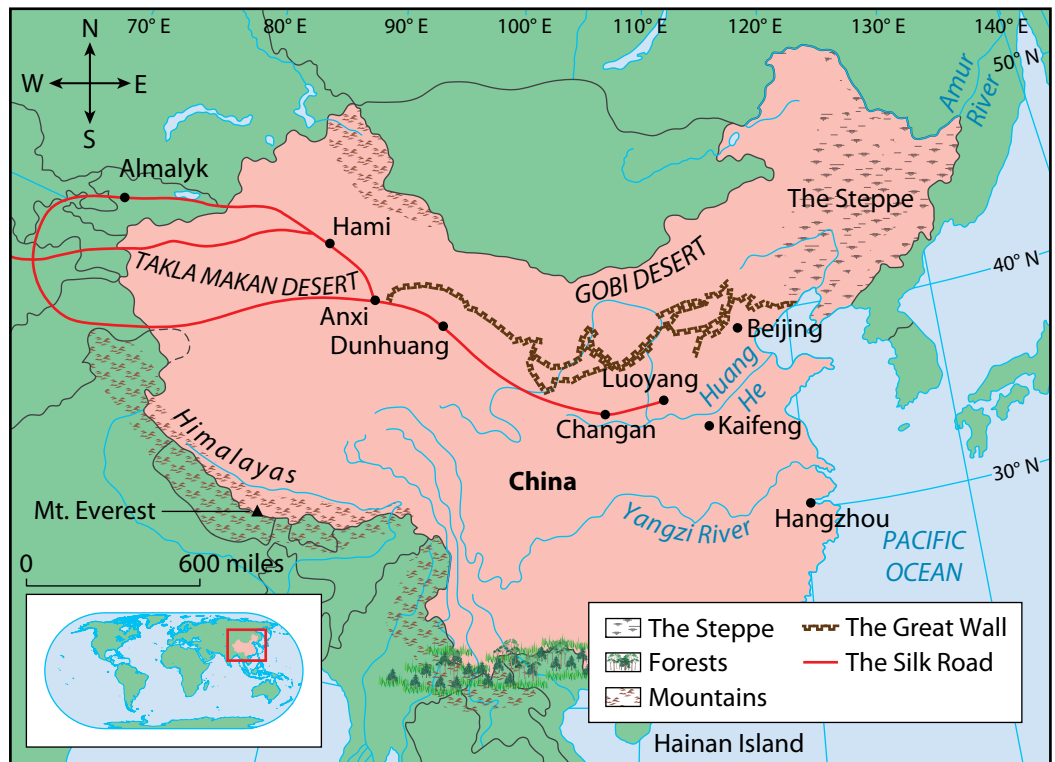 70° E 80° E 90° E 100° E 110° E 120° E 130° E 140° E
N
W E
S
50° N
Amur
River
Almalyk
The Steppe
Hami
TAKLA MAKAN DESERT
GOBI DESERT
40° N
Anxi
Dunhuang
Beijing
Luoyang
Huang
He
Changan
Kaifeng
Himalayas
China
30° N
Mt. Everest
Yangzi River
Hangzhou
PACIFIC
OCEAN
0 600 miles
The Steppe
Forests
Mountains
The Great Wall
The Silk Road
Hainan Island